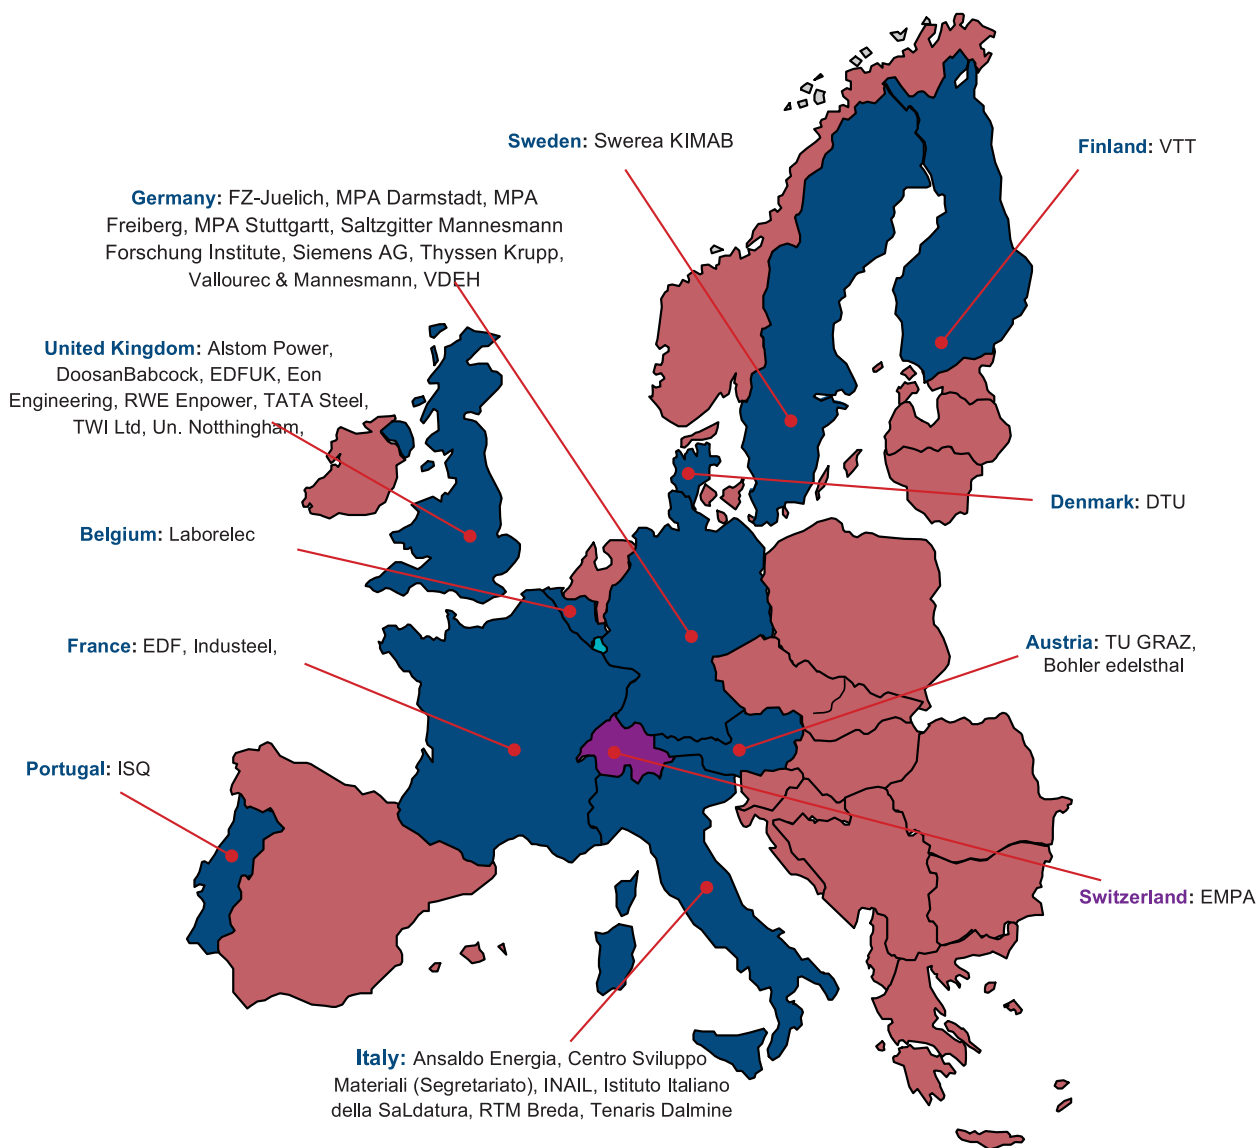 Sweden: Swerea KIMAB
Finland: VTT
Germany: FZ-Juelich, MPA Darmstadt, MPA
Freiberg, MPA Stuttgartt, Saltzgitter Mannesmann
Forschung Institute, Siemens AG, Thyssen Krupp,
Vallourec & Mannesmann, VDEH
United Kingdom: Alstom Power,
DoosanBabcock, EDFUK, Eon
Engineering, RWE Enpower, TATA Steel,
TWI Ltd, Un. Notthingham,
Denmark: DTU
Belgium: Laborelec
France: EDF, Industeel,
Austria: TU GRAZ,
Bohler edelsthal
Portugal: ISQ
Switzerland: EMPA
Italy: Ansaldo Energia, Centro Sviluppo
Materiali (Segretariato), INAIL, Istituto Italiano
della SaLdatura, RTM Breda, Tenaris Dalmine